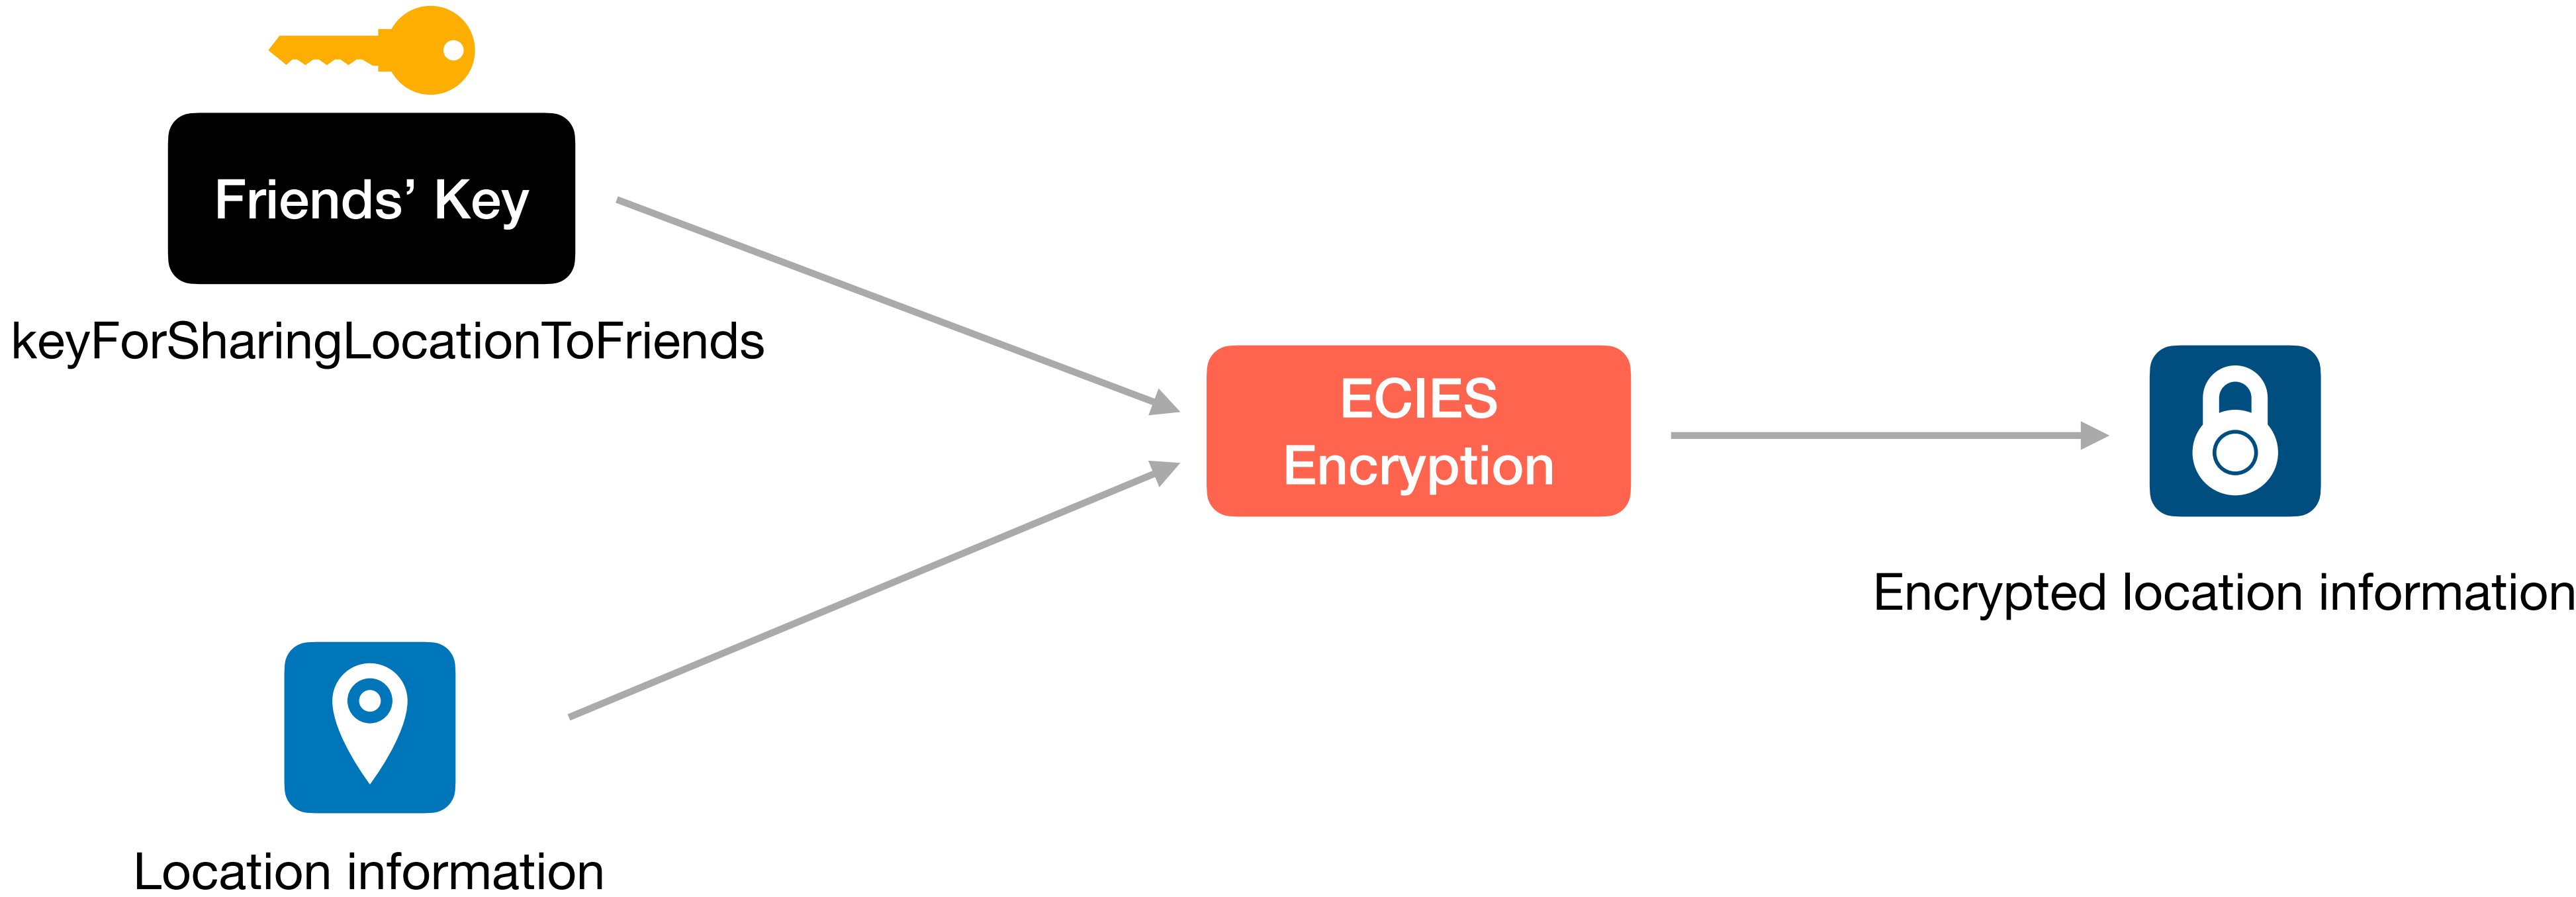 Friends’ Key
keyForSharingLocationToFriends
ECIES
Encryption
Encrypted location information
Location information